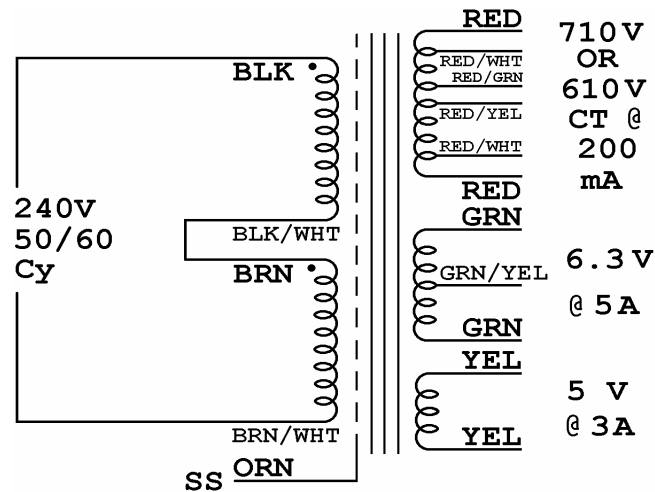 240V
50/60
Cy
BLK
BLK/WHT
BRN
BRN/WHT
SS ORN
RED
RED/WHT
RED/GRN
RED/YEL
RED/WHT
RED
710V
OR
610V
CT @
200
mA
GRN
GRN/YEL
GRN
6.3V
@ 5A
YEL
YEL
5 V
@ 3A